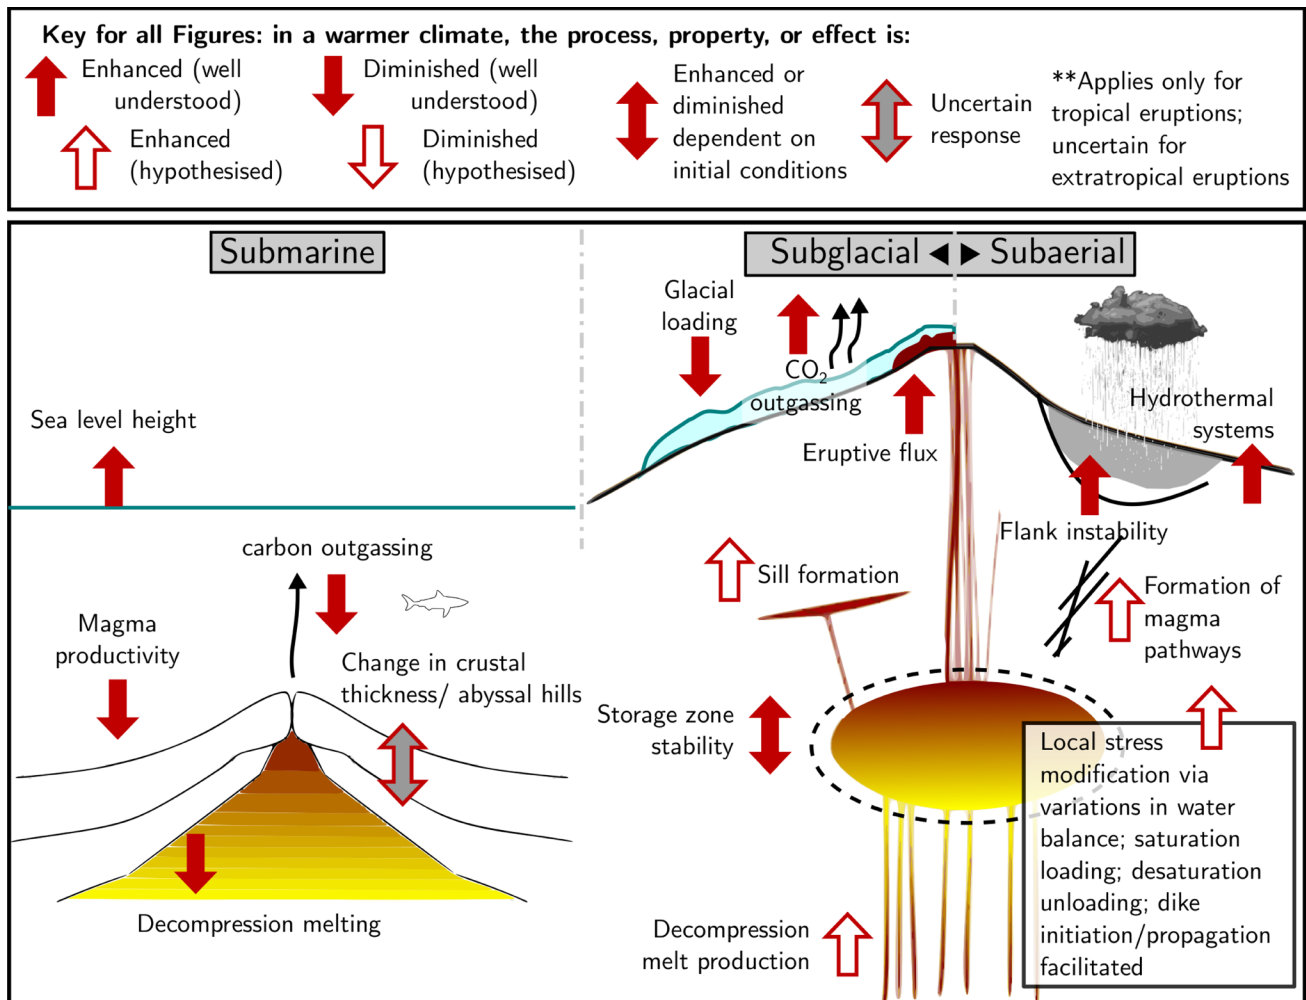 Key for all Figures: in a warmer climate, the process, property, or effect is:
Enhanced (well
understood)
Diminished (well
understood)
Enhanced
(hypothesised)
Diminished
(hypothesised)
Enhanced or
diminished
dependent on
initial conditions
Uncertain
response
**Applies only for
tropical eruptions;
uncertain for
extratropical eruptions
Submarine
Subglacial ◀ ▶ Subaerial
Sea level height
carbon outgassing
Magma
productivity
Change in crustal
thickness/ abyssal hills
Decompression melting
Glacial
loading
CO₂
outgassing
Eruptive flux
Hydrothermal
systems
Flank instability
Sill formation
Formation of
magma
pathways
Storage zone
stability
Local stress
modification via
variations in water
balance; saturation
loading; desaturation
unloading; dike
initiation/propagation
facilitated
Decompression
melt production